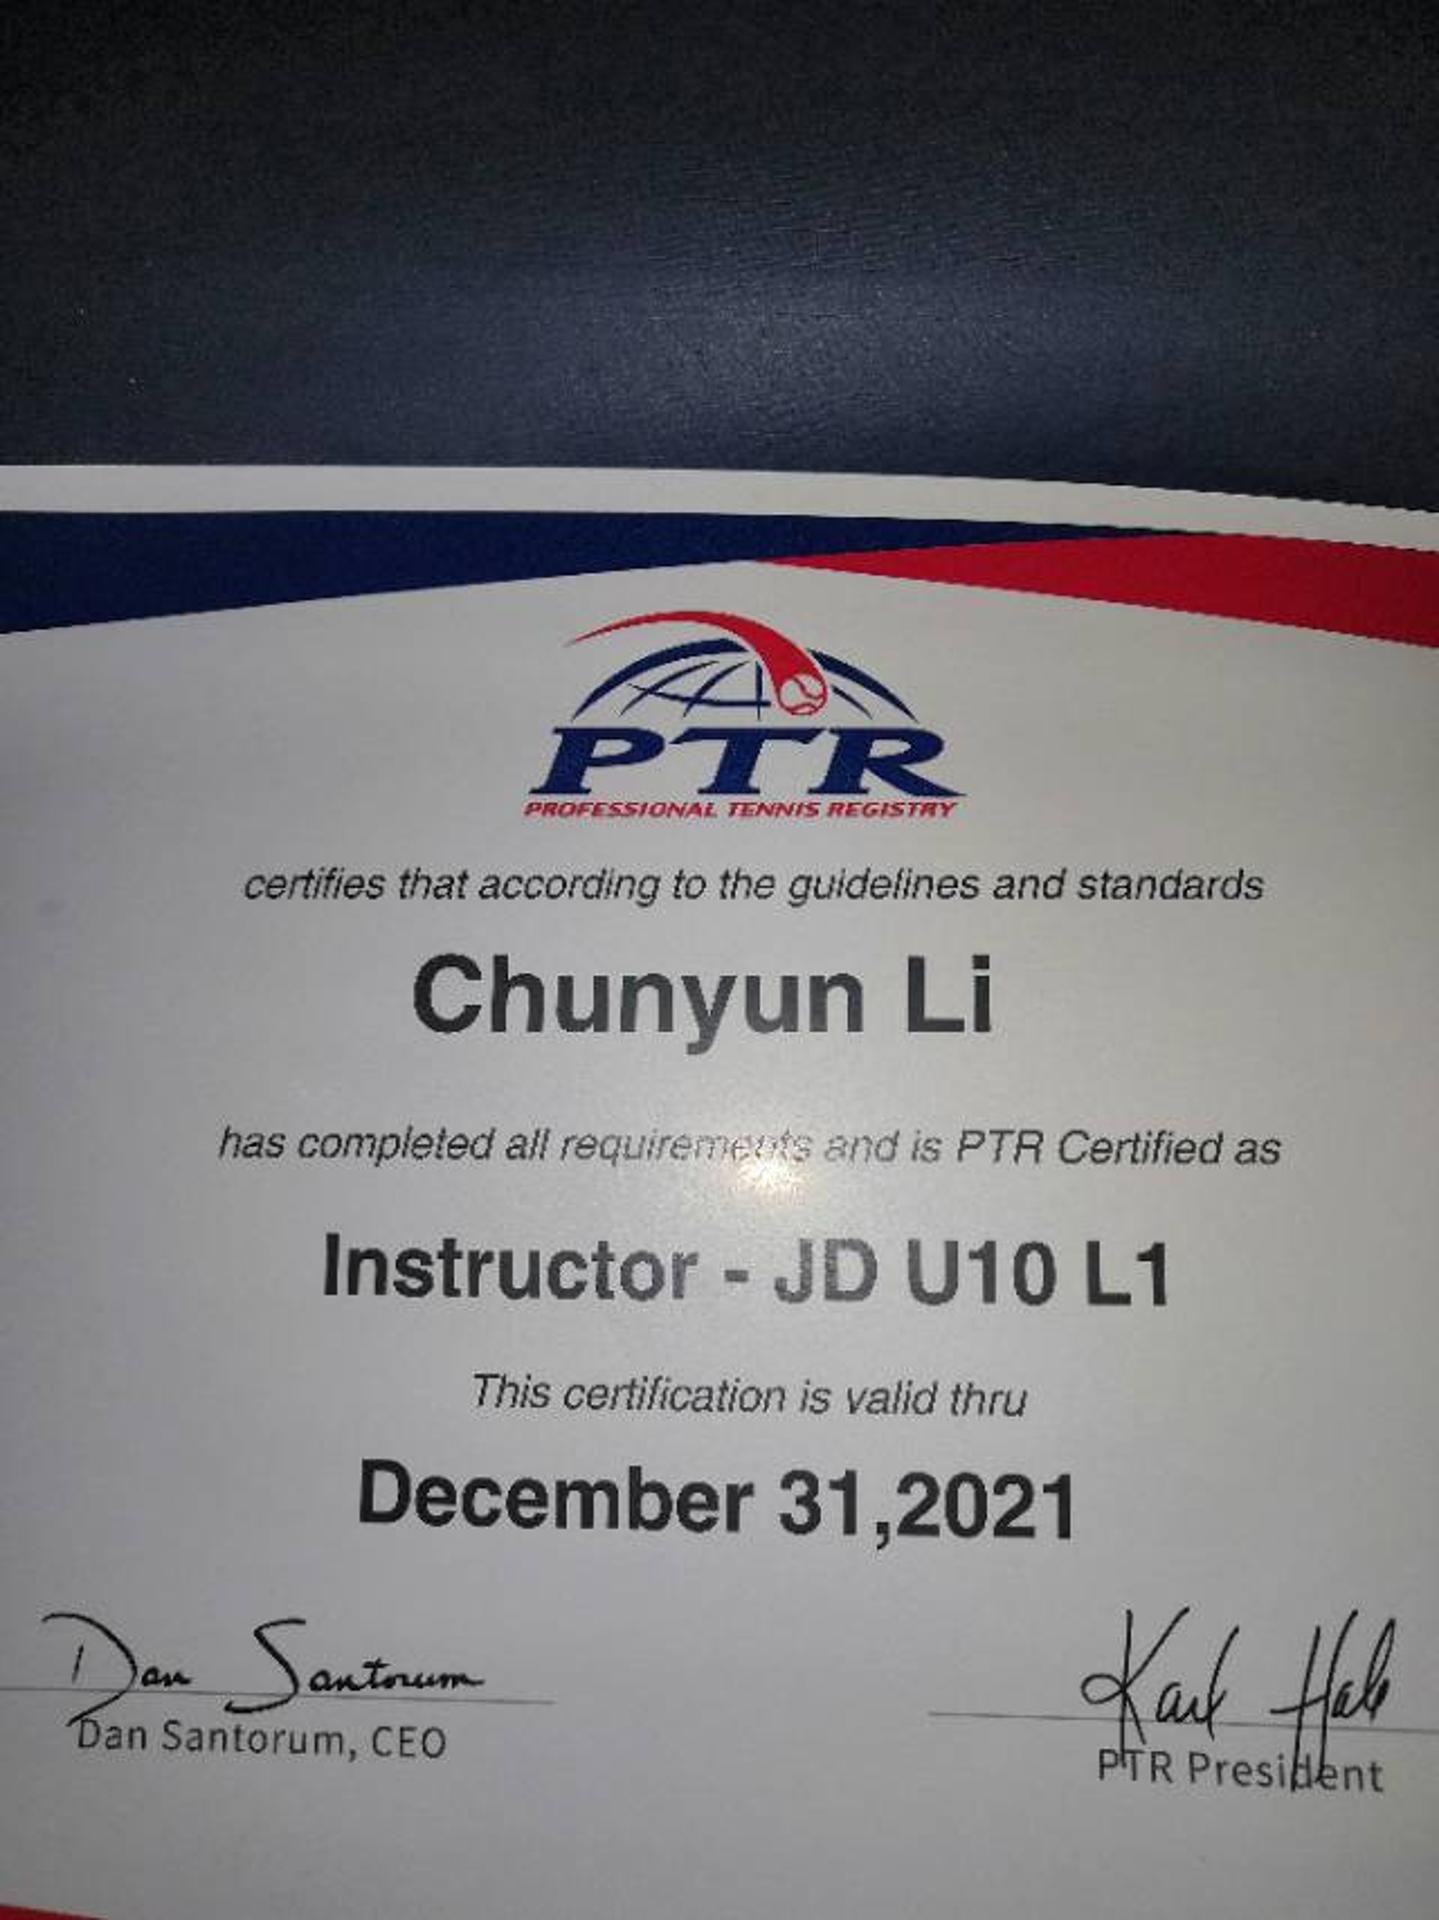 PTR
PROFESSIONAL TENNIS REGISTRY
certifies that according to the guidelines and standards
Chunyun Li
has completed all requirements and is PTR Certified as
Instructor - JD U10 L1
This certification is valid thru
December 31,2021
Dan Santorum
Dan Santorum, CEO
Karl Hale
PTR President